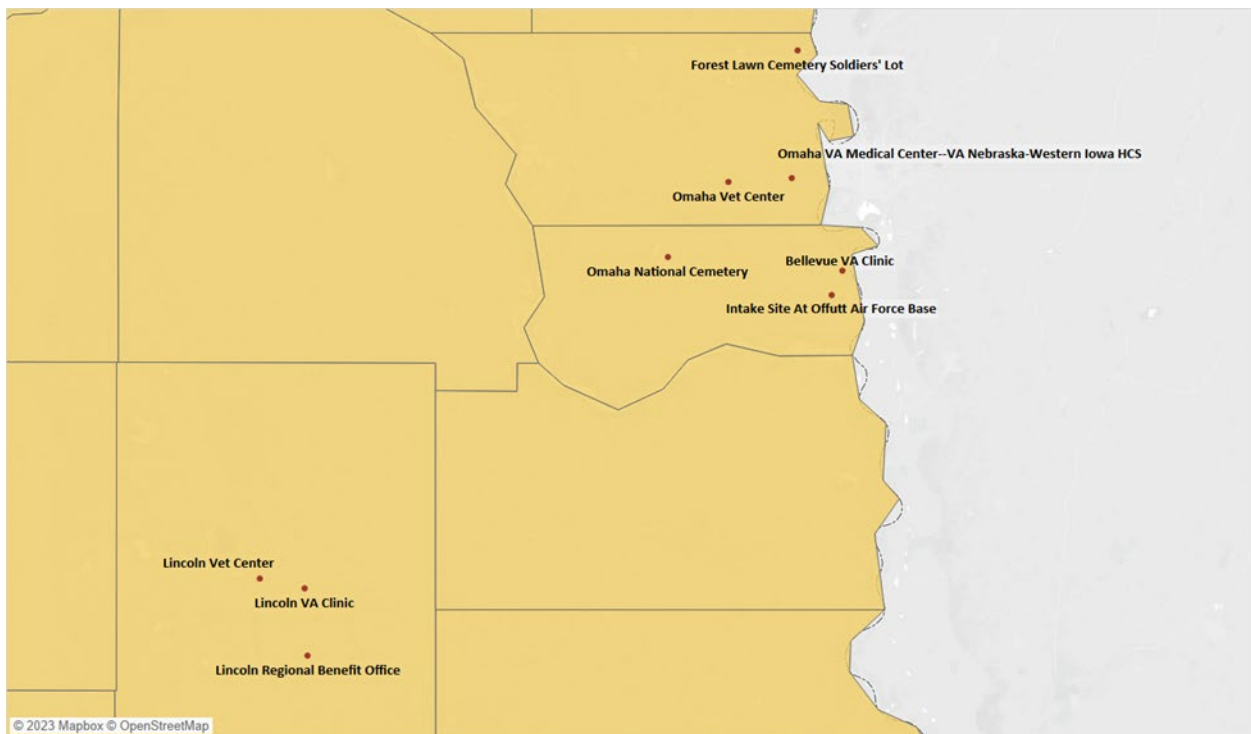 Forest Lawn Cemetery Soldiers' Lot
Omaha VA Medical Center--VA Nebraska-Western Iowa HCS
Omaha Vet Center
Bellevue VA Clinic
Omaha National Cemetery
Intake Site At Offutt Air Force Base
Lincoln Vet Center
Lincoln VA Clinic
Lincoln Regional Benefit Office
© 2023 Mapbox © OpenStreetMap